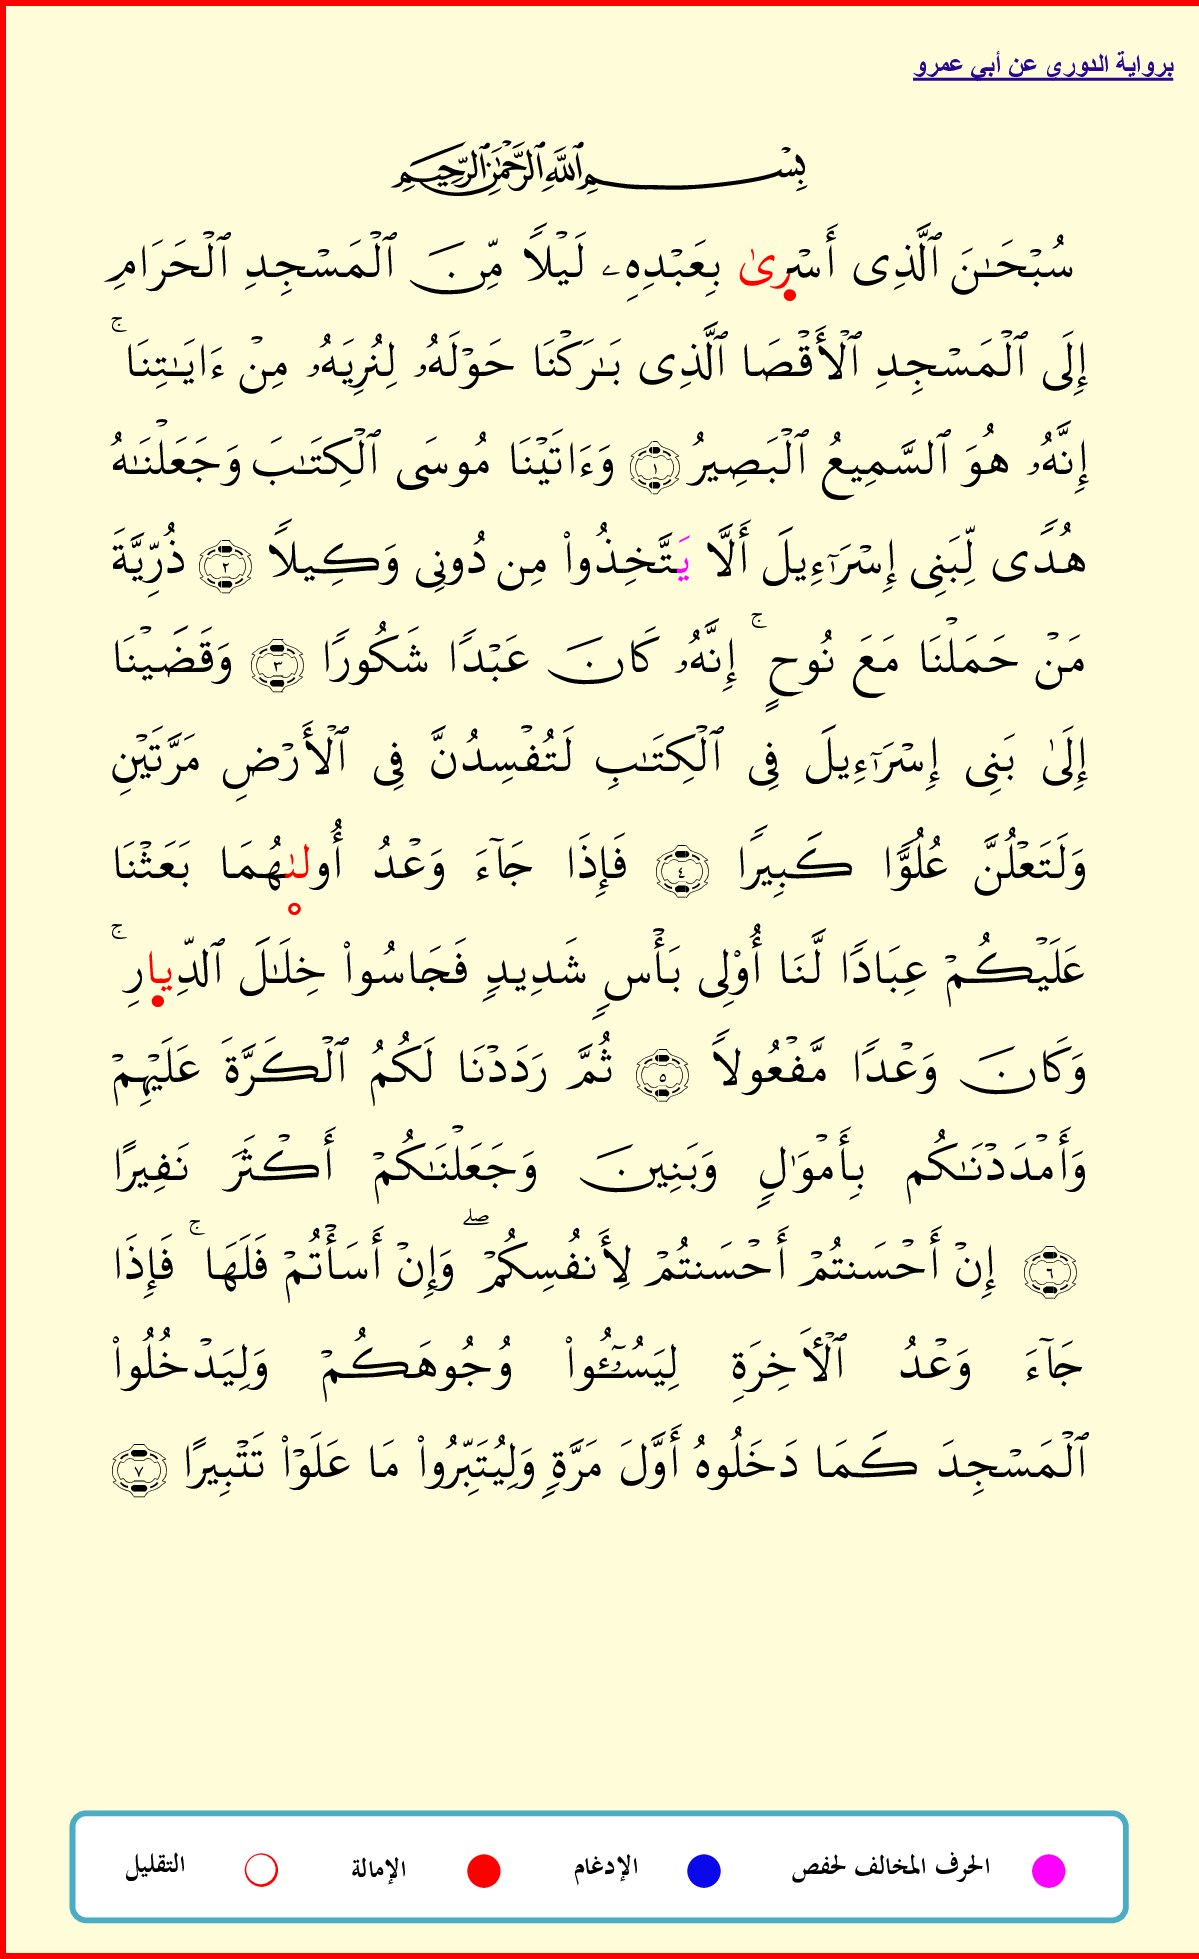 برواية الدورى عن أبى عمرو
بِسْمِ ٱللَّهِ ٱلرَّحْمَٰنِ ٱلرَّحِيمِ
سُبْحَٰنَ ٱلَّذِى أَسْرِىٰ بِعَبْدِهِۦ لَيْلًا مِّنَ ٱلْمَسْجِدِ ٱلْحَرَامِ
إِلَى ٱلْمَسْجِدِ ٱلْأَقْصَا ٱلَّذِى بَٰرَكْنَا حَوْلَهُۥ لِنُرِيَهُۥ مِنْ ءَايَٰتِنَا ۚ
إِنَّهُۥ هُوَ ٱلسَّمِيعُ ٱلْبَصِيرُ ١ وَءَاتَيْنَا مُوسَى ٱلْكِتَٰبَ وَجَعَلْنَٰهُ
هُدًى لِّبَنِى إِسْرَٰٓءِيلَ أَلَّا يَتَّخِذُوا۟ مِن دُونِى وَكِيلًا ٢ ذُرِّيَّةَ
مَنْ حَمَلْنَا مَعَ نُوحٍ ۚ إِنَّهُۥ كَانَ عَبْدًا شَكُورًا ٣ وَقَضَيْنَا
إِلَىٰ بَنِى إِسْرَٰٓءِيلَ فِى ٱلْكِتَٰبِ لَتُفْسِدُنَّ فِى ٱلْأَرْضِ مَرَّتَيْنِ
وَلَتَعْلُنَّ عُلُوًّا كَبِيرًا ٤ فَإِذَا جَآءَ وَعْدُ أُولَىٰهُمَا بَعَثْنَا
عَلَيْكُمْ عِبَادًا لَّنَا أُو۟لِى بَأْسٍ شَدِيدٍ فَجَاسُوا۟ خِلَٰلَ ٱلدِّيارِ ۚ
وَكَانَ وَعْدًا مَّفْعُولًا ٥ ثُمَّ رَدَدْنَا لَكُمُ ٱلْكَرَّةَ عَلَيْهِمْ
وَأَمْدَدْنَٰكُم بِأَمْوَٰلٍ وَبَنِينَ وَجَعَلْنَٰكُمْ أَكْثَرَ نَفِيرًا
٦ إِنْ أَحْسَنتُمْ أَحْسَنتُمْ لِأَنفُسِكُمْ ۖ وَإِنْ أَسَأْتُمْ فَلَهَا ۚ فَإِذَا
جَآءَ وَعْدُ ٱلْأَخِرَةِ لِيَسُـۥٓـُٔوا۟ وُجُوهَكُمْ وَلِيَدْخُلُوا۟
ٱلْمَسْجِدَ كَمَا دَخَلُوهُ أَوَّلَ مَرَّةٍ وَلِيُتَبِّرُوا۟ مَا عَلَوْا۟ تَتْبِيرًا ٧
الحرف المخالف لحفص الإدغام الإمالة التقليل